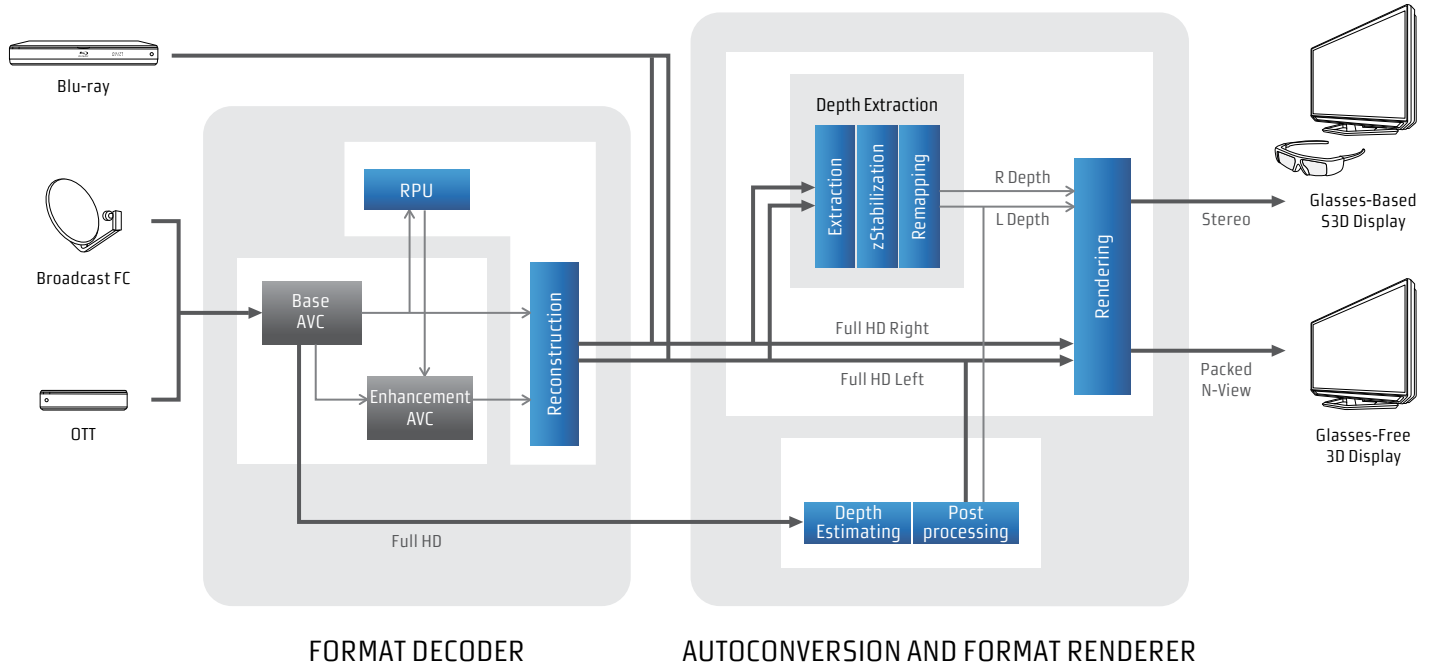 Blu-ray
Broadcast FC
OTT
RPU
Base
AVC
Enhancement
AVC
Reconstruction
Full HD
FORMAT DECODER
Depth Extraction
Extraction
zStabilization
Remapping
R Depth
L Depth
Full HD Right
Full HD Left
Rendering
Depth
Estimating
Post
processing
AUTOCONVERSION AND FORMAT RENDERER
Stereo
Packed
N-View
Glasses-Based
S3D Display
Glasses-Free
3D Display